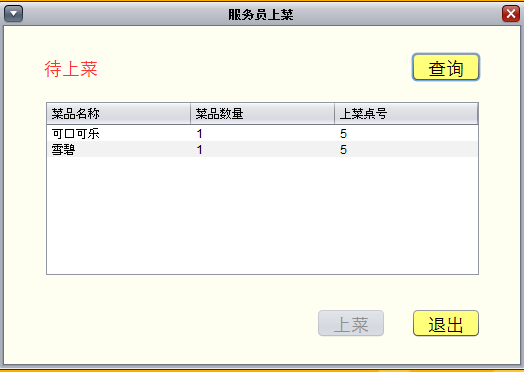 服务员上菜
待上菜 查询
菜品名称 菜品数量 上菜点号
可口可乐 1 5
雪碧 1 5
上菜 退出